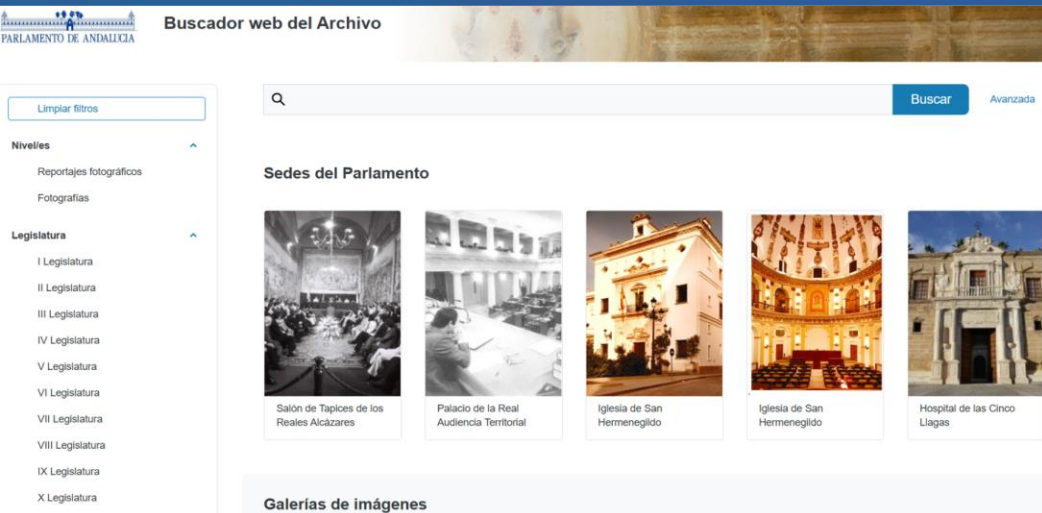 PARLAMENTO DE ANDALUCIA
Buscador web del Archivo
Limpiar filtros
Nivel/es
Reportajes fotográficos
Fotografías
Legislatura
I Legislatura
II Legislatura
III Legislatura
IV Legislatura
V Legislatura
VI Legislatura
VII Legislatura
VIII Legislatura
IX Legislatura
X Legislatura
Buscar
Avanzada
Sedes del Parlamento
Salón de Tapices de los
Reales Alcázares
Palacio de la Real
Audiencia Territorial
Iglesia de San
Hermenegildo
Iglesia de San
Hermenegildo
Hospital de las Cinco
Llagas
Galerías de imágenes